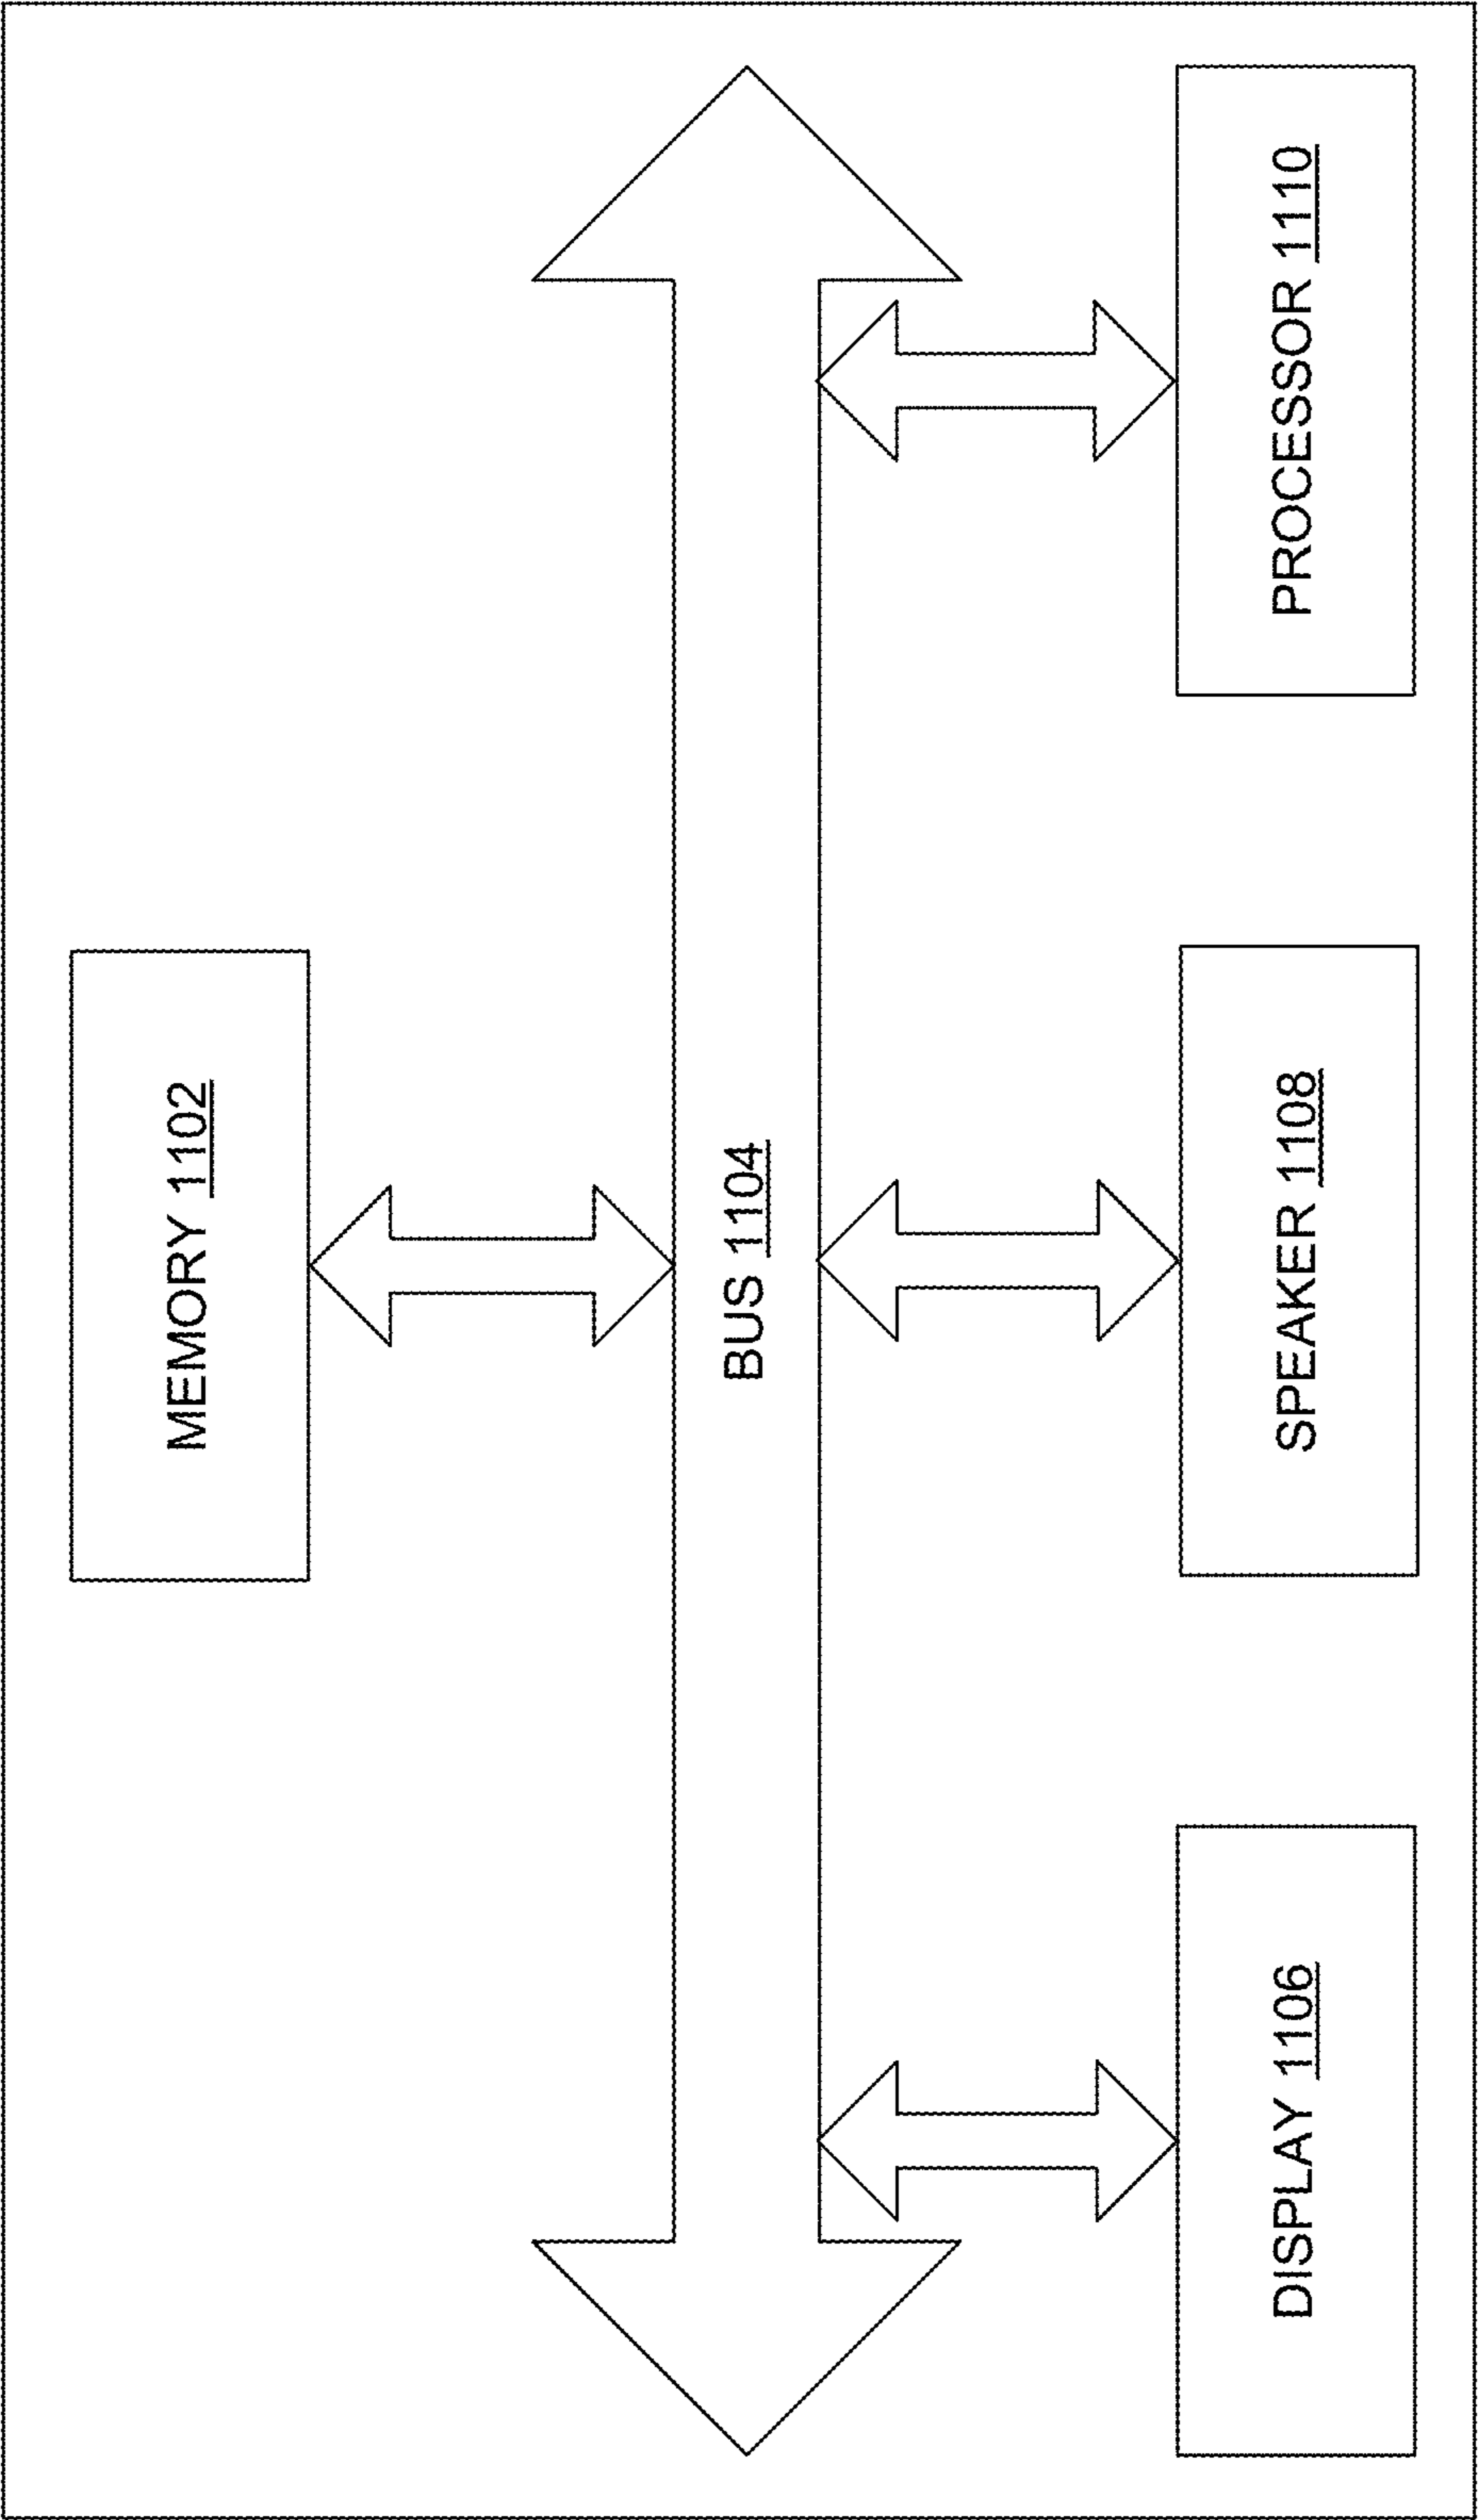 MEMORY 1102
BUS 1104
DISPLAY 1106
SPEAKER 1108
PROCESSOR 1110